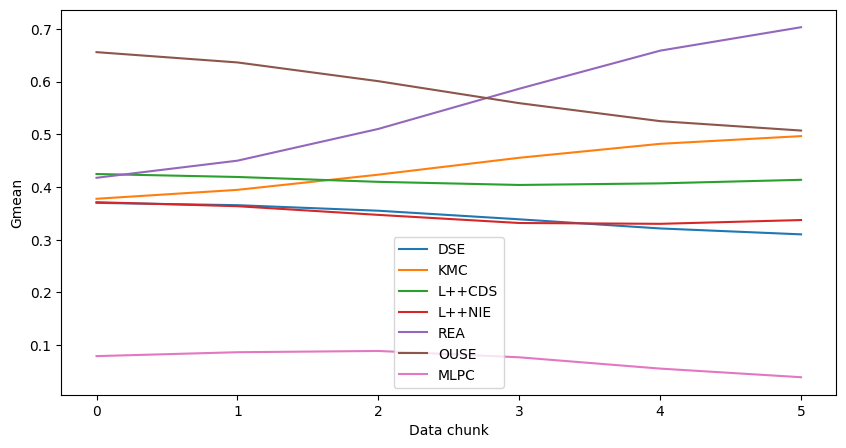 0.7
0.6
0.5
0.4
0.3
0.2
0.1
Gmean
DSE
KMC
L++CDS
L++NIE
REA
OUSE
MLPC
0 1 2 3 4 5
Data chunk